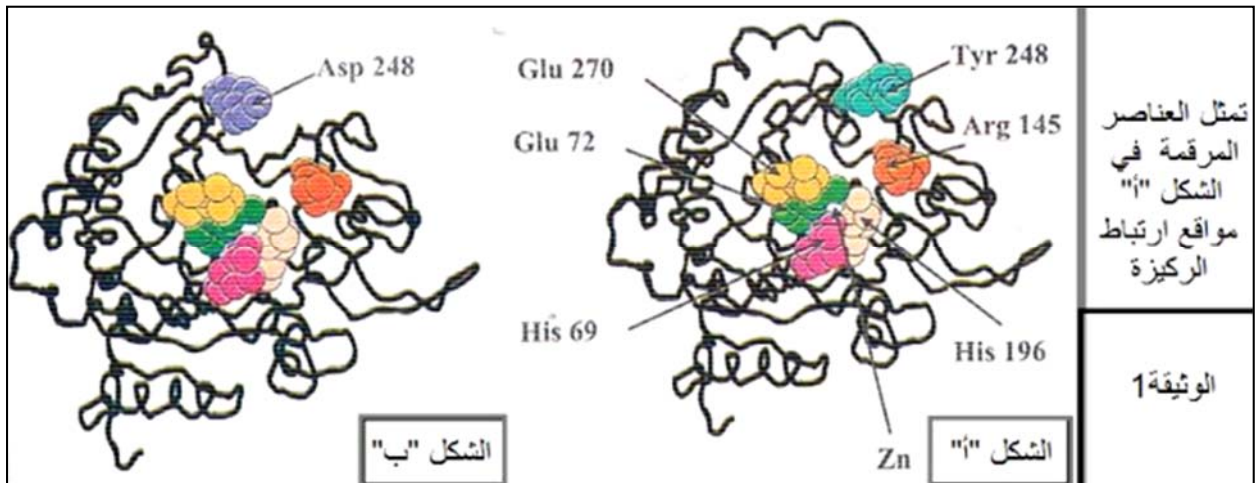 تمثل العناصر
المرقمة في
الشكل "أ"
مواقع ارتباط
الركيزة
الوثيقة1
Tyr 248
Arg 145
Glu 270
Glu 72
His 69
His 196
Zn
الشكل "أ"
Asp 248
الشكل "ب"